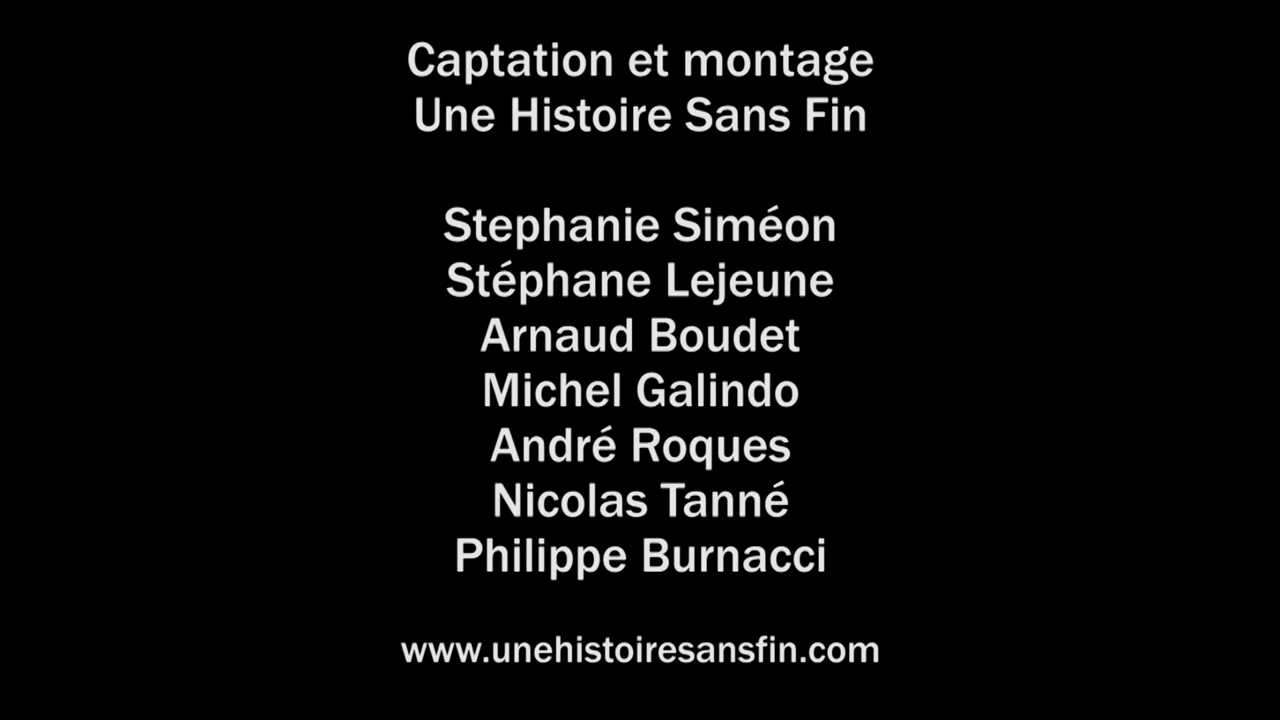 Captation et montage
Une Histoire Sans Fin
Stephanie Siméon
Stéphane Lejeune
Arnaud Boudet
Michel Galindo
André Roques
Nicolas Tanné
Philippe Burnacci
www.unehistoiresansfin.com